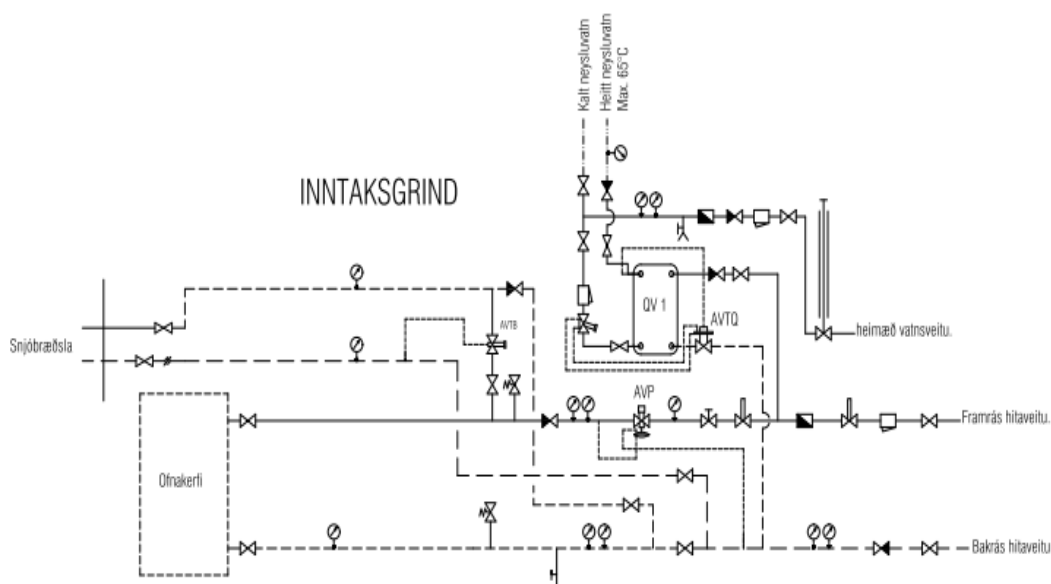 Kalt neysluvatn
Heitt neysluvatn
Max. 65°C
INNTAKSGRIND
QV 1
AVTQ
AVTB
heimæð vatnsveitu.
Snjóbræðsla
AVP
Framrás hitaveitu.
Ofnakerfi
Bakrás hitaveitu